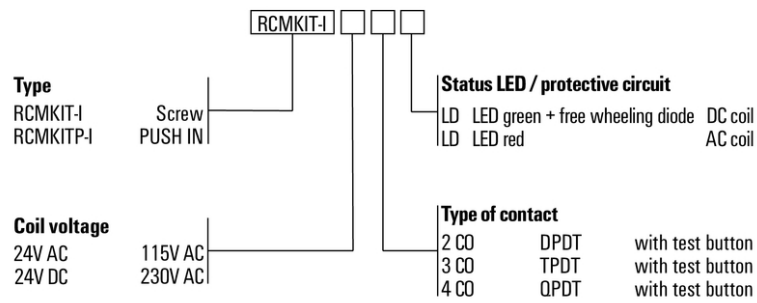 RCMKIT-I
Type
RCMKIT-I Screw
RCMKITP-I PUSH IN
Status LED / protective circuit
LD LED green + free wheeling diode DC coil
LD LED red AC coil
Coil voltage
24V AC 115V AC
24V DC 230V AC
Type of contact
2 CO DPDT with test button
3 CO TPDT with test button
4 CO QPDT with test button